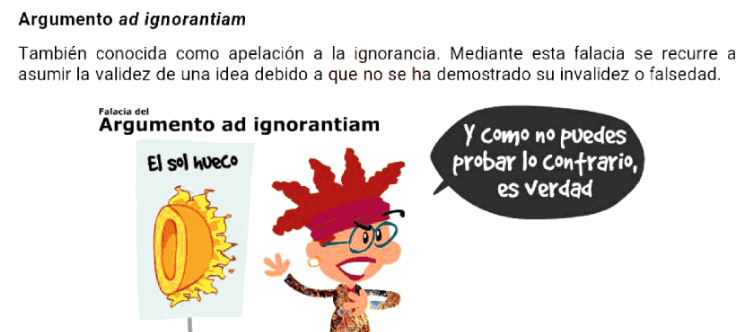 Argumento ad ignorantiam
También conocida como apelación a la ignorancia. Mediante esta falacia se recurre a
asumir la validez de una idea debido a que no se ha demostrado su invalidez o falsedad.
Falacia del
Argumento ad ignorantiam
El sol hueco
Y como no puedes
probar lo contrario,
es verdad